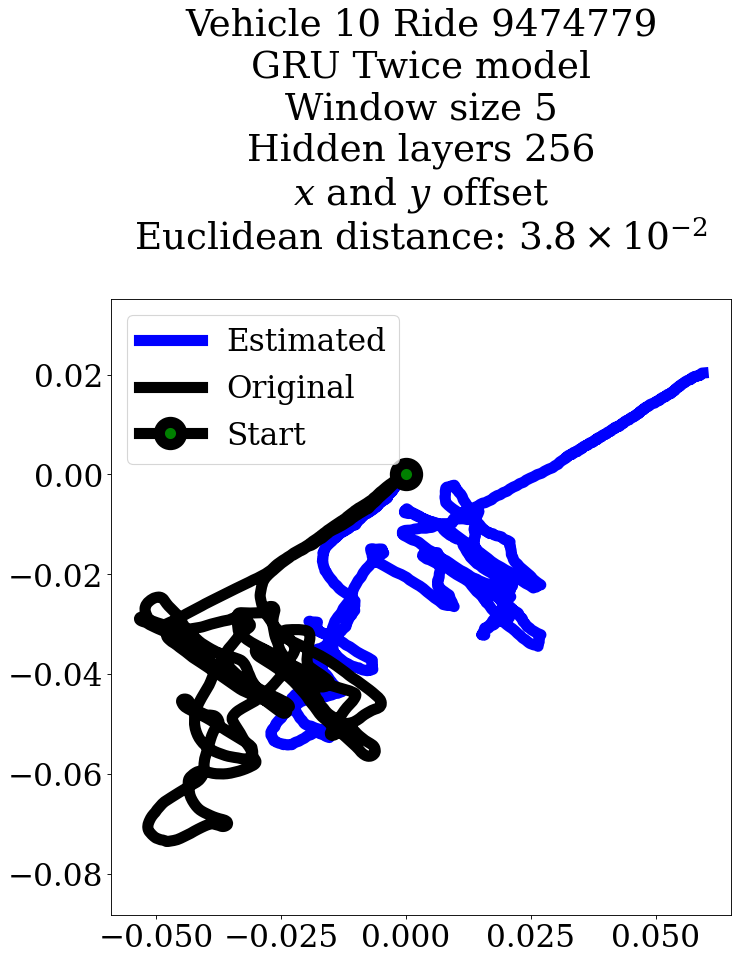 Vehicle 10 Ride 9474779
GRU Twice model
Window size 5
Hidden layers 256
x and y offset
Euclidean distance: 3.8 × 10⁻²
Estimated
Original
Start
0.02
0.00
−0.02
−0.04
−0.06
−0.08
−0.050 −0.025 0.000 0.025 0.050